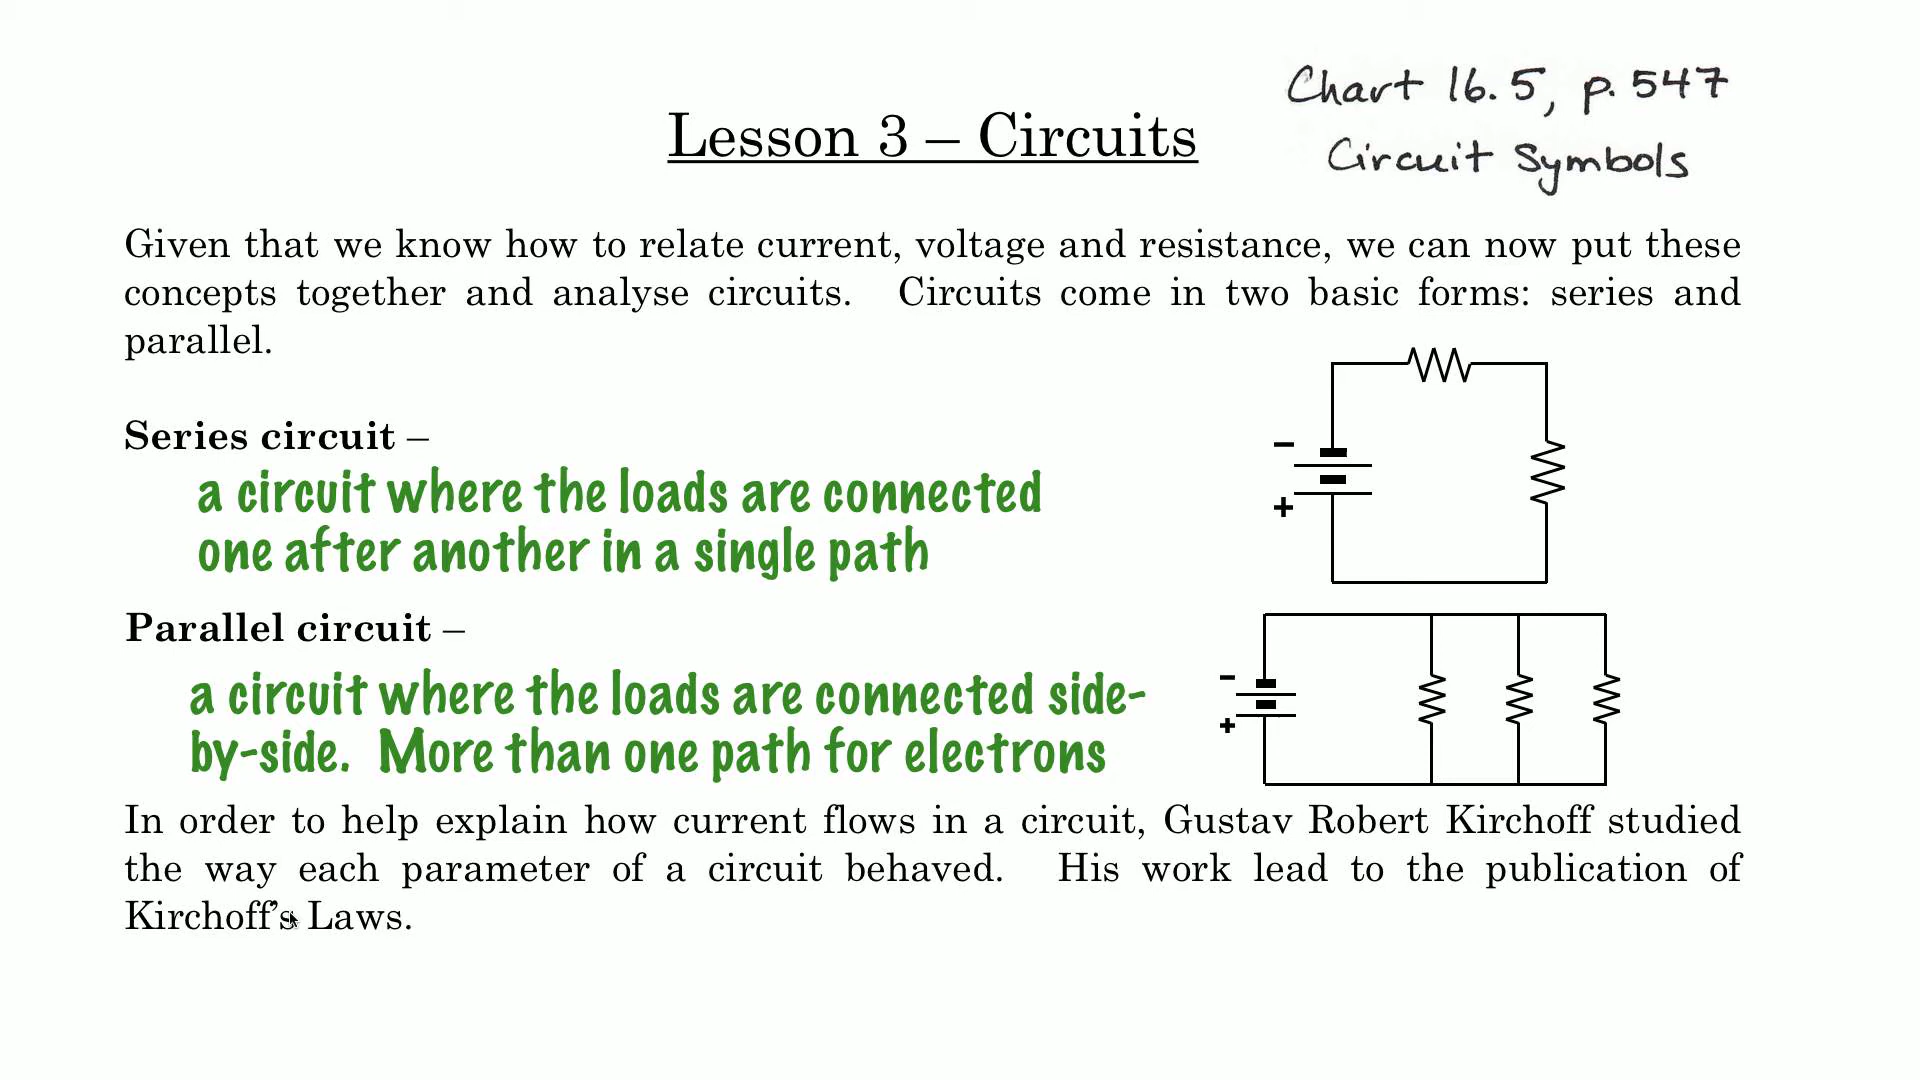 Chart 16.5, p.547
Circuit Symbols
Lesson 3 – Circuits
Given that we know how to relate current, voltage and resistance, we can now put these
concepts together and analyse circuits. Circuits come in two basic forms: series and
parallel.
Series circuit –
a circuit where the loads are connected
one after another in a single path
–
+
Parallel circuit –
a circuit where the loads are connected side-
by-side. More than one path for electrons
–
+
In order to help explain how current flows in a circuit, Gustav Robert Kirchoff studied
the way each parameter of a circuit behaved. His work lead to the publication of
Kirchoff’s Laws.